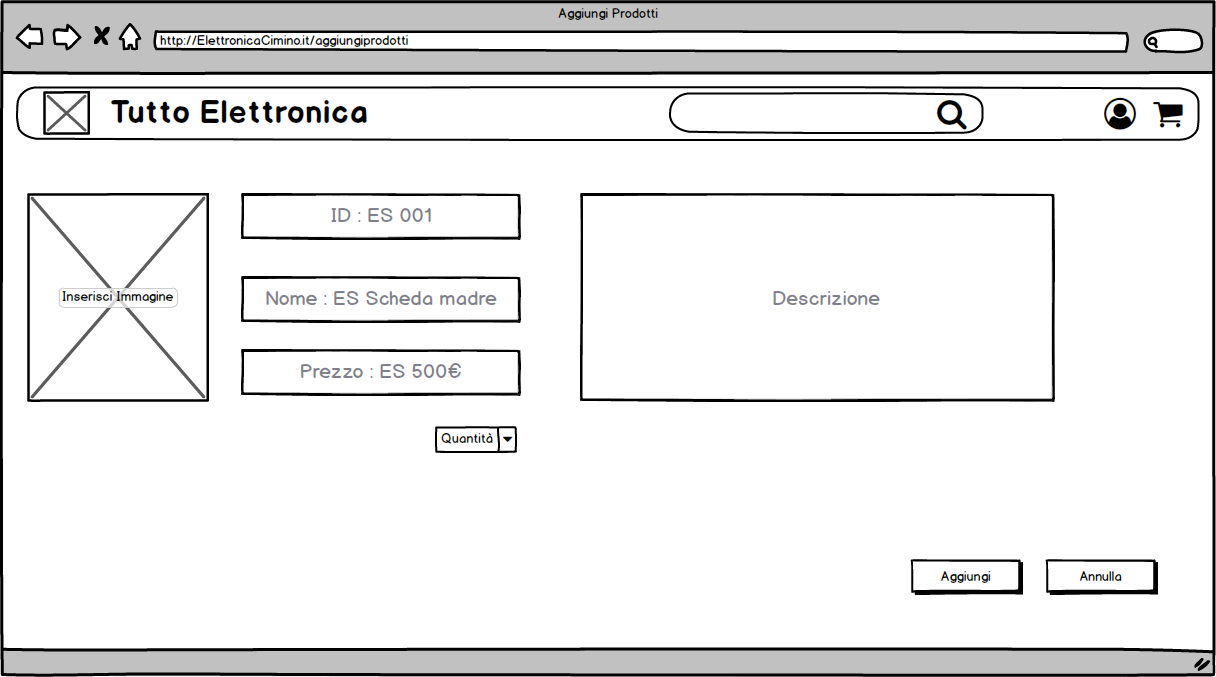 Aggiungi Prodotti
http://ElettronicaCimino.it/aggiungiprodotti
Tutto Elettronica
ID : ES 001
Inserisci Immagine
Nome : ES Scheda madre
Descrizione
Prezzo : ES 500€
Quantità
Aggiungi
Annulla